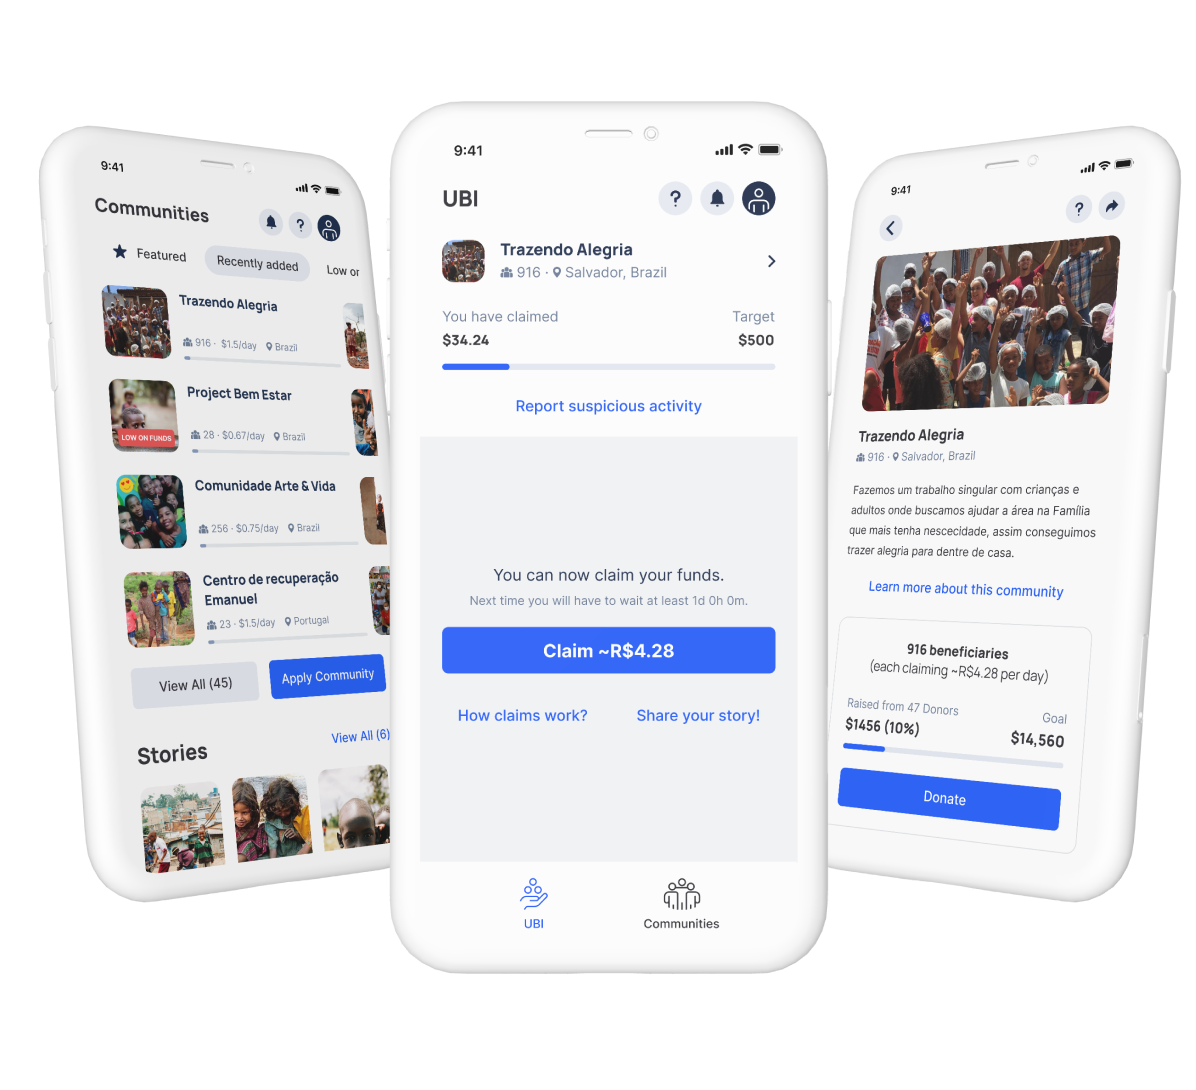 9:41
Communities
Featured
Recently added
Low or
Trazendo Alegria
916 · $1.5/day Brazil
Project Bem Estar
LOW ON FUNDS
28 · $0.67/day Brazil
Comunidade Arte & Vida
256 · $0.75/day Brazil
Centro de recuperação
Emanuel
23 · $1.5/day Portugal
View All (45)
Apply Community
Stories
View All (6)
9:41
UBI
?
Trazendo Alegria
916 · Salvador, Brazil
You have claimed
Target
$34.24
$500
Report suspicious activity
You can now claim your funds.
Next time you will have to wait at least 1d 0h 0m.
Claim ~R$4.28
How claims work?
Share your story!
UBI
Communities
9:41
?
Trazendo Alegria
916 · Salvador, Brazil
Fazemos um trabalho singular com crianças e
adultos onde buscamos ajudar a área na Família
que mais tenha nescecidade, assim conseguimos
trazer alegria para dentre de casa.
Learn more about this community
916 beneficiaries
(each claiming ~R$4.28 per day)
Raised from 47 Donors
Goal
$1456 (10%)
$14,560
Donate